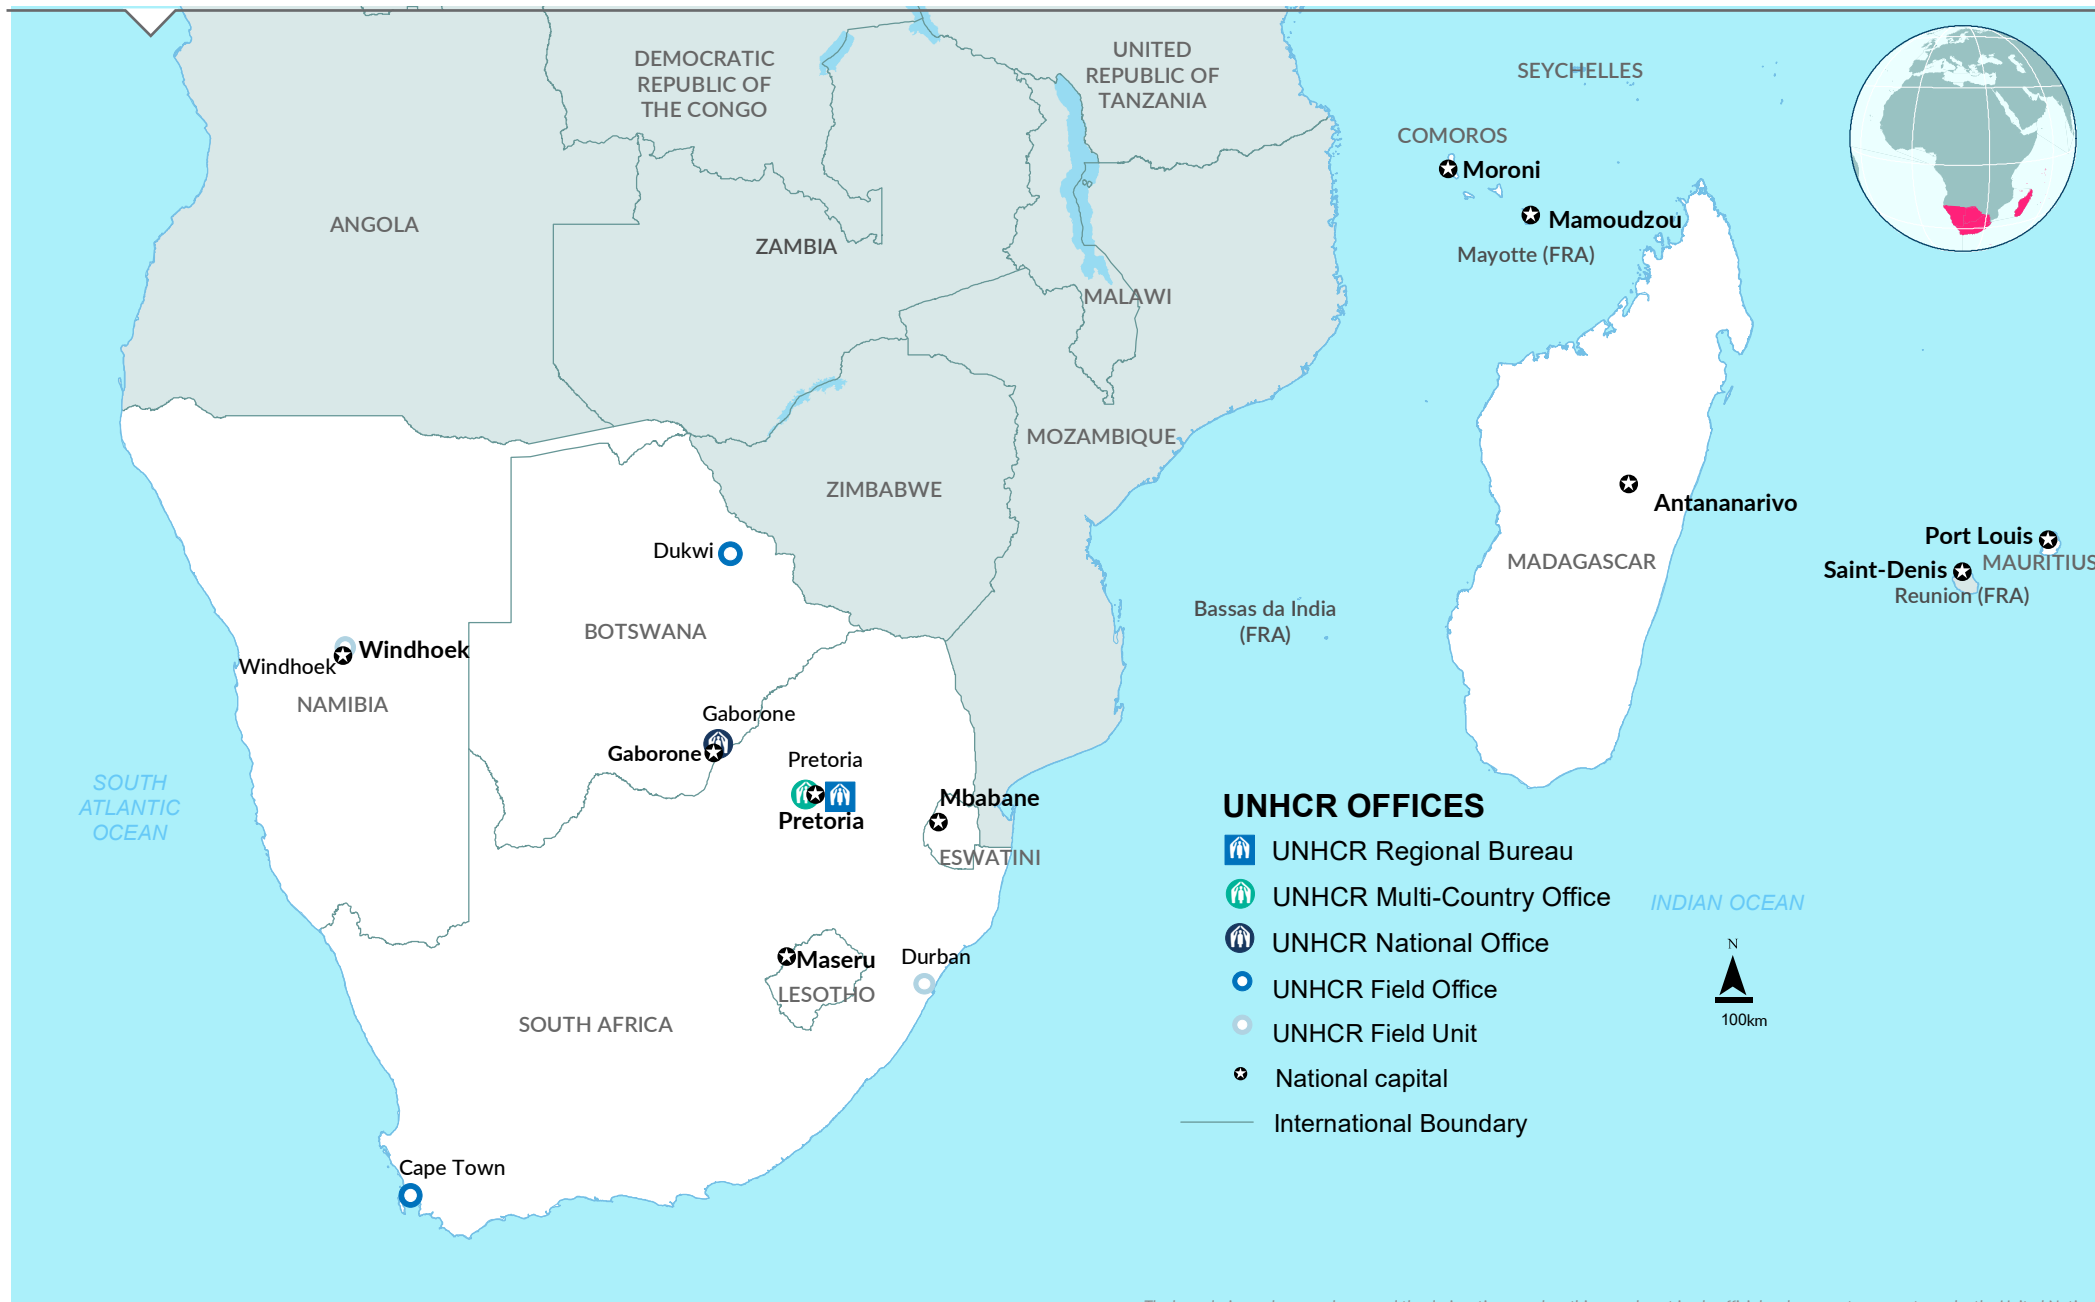 DEMOCRATIC
REPUBLIC OF
THE CONGO
UNITED
REPUBLIC OF
TANZANIA
SEYCHELLES
COMOROS
Moroni
Mamoudzou
Mayotte (FRA)
ANGOLA
ZAMBIA
MALAWI
MOZAMBIQUE
ZIMBABWE
Antananarivo
MADAGASCAR
Port Louis
MAURITIUS
Saint-Denis
Reunion (FRA)
Bassas da India
(FRA)
Dukwi
BOTSWANA
Windhoek
Windhoek
NAMIBIA
Gaborone
Gaborone
Pretoria
Pretoria
Mbabane
ESWATINI
SOUTH
ATLANTIC
OCEAN
Maseru
LESOTHO
Durban
SOUTH AFRICA
Cape Town
UNHCR OFFICES
UNHCR Regional Bureau
UNHCR Multi-Country Office
UNHCR National Office
UNHCR Field Office
UNHCR Field Unit
National capital
International Boundary
INDIAN OCEAN
N
100km